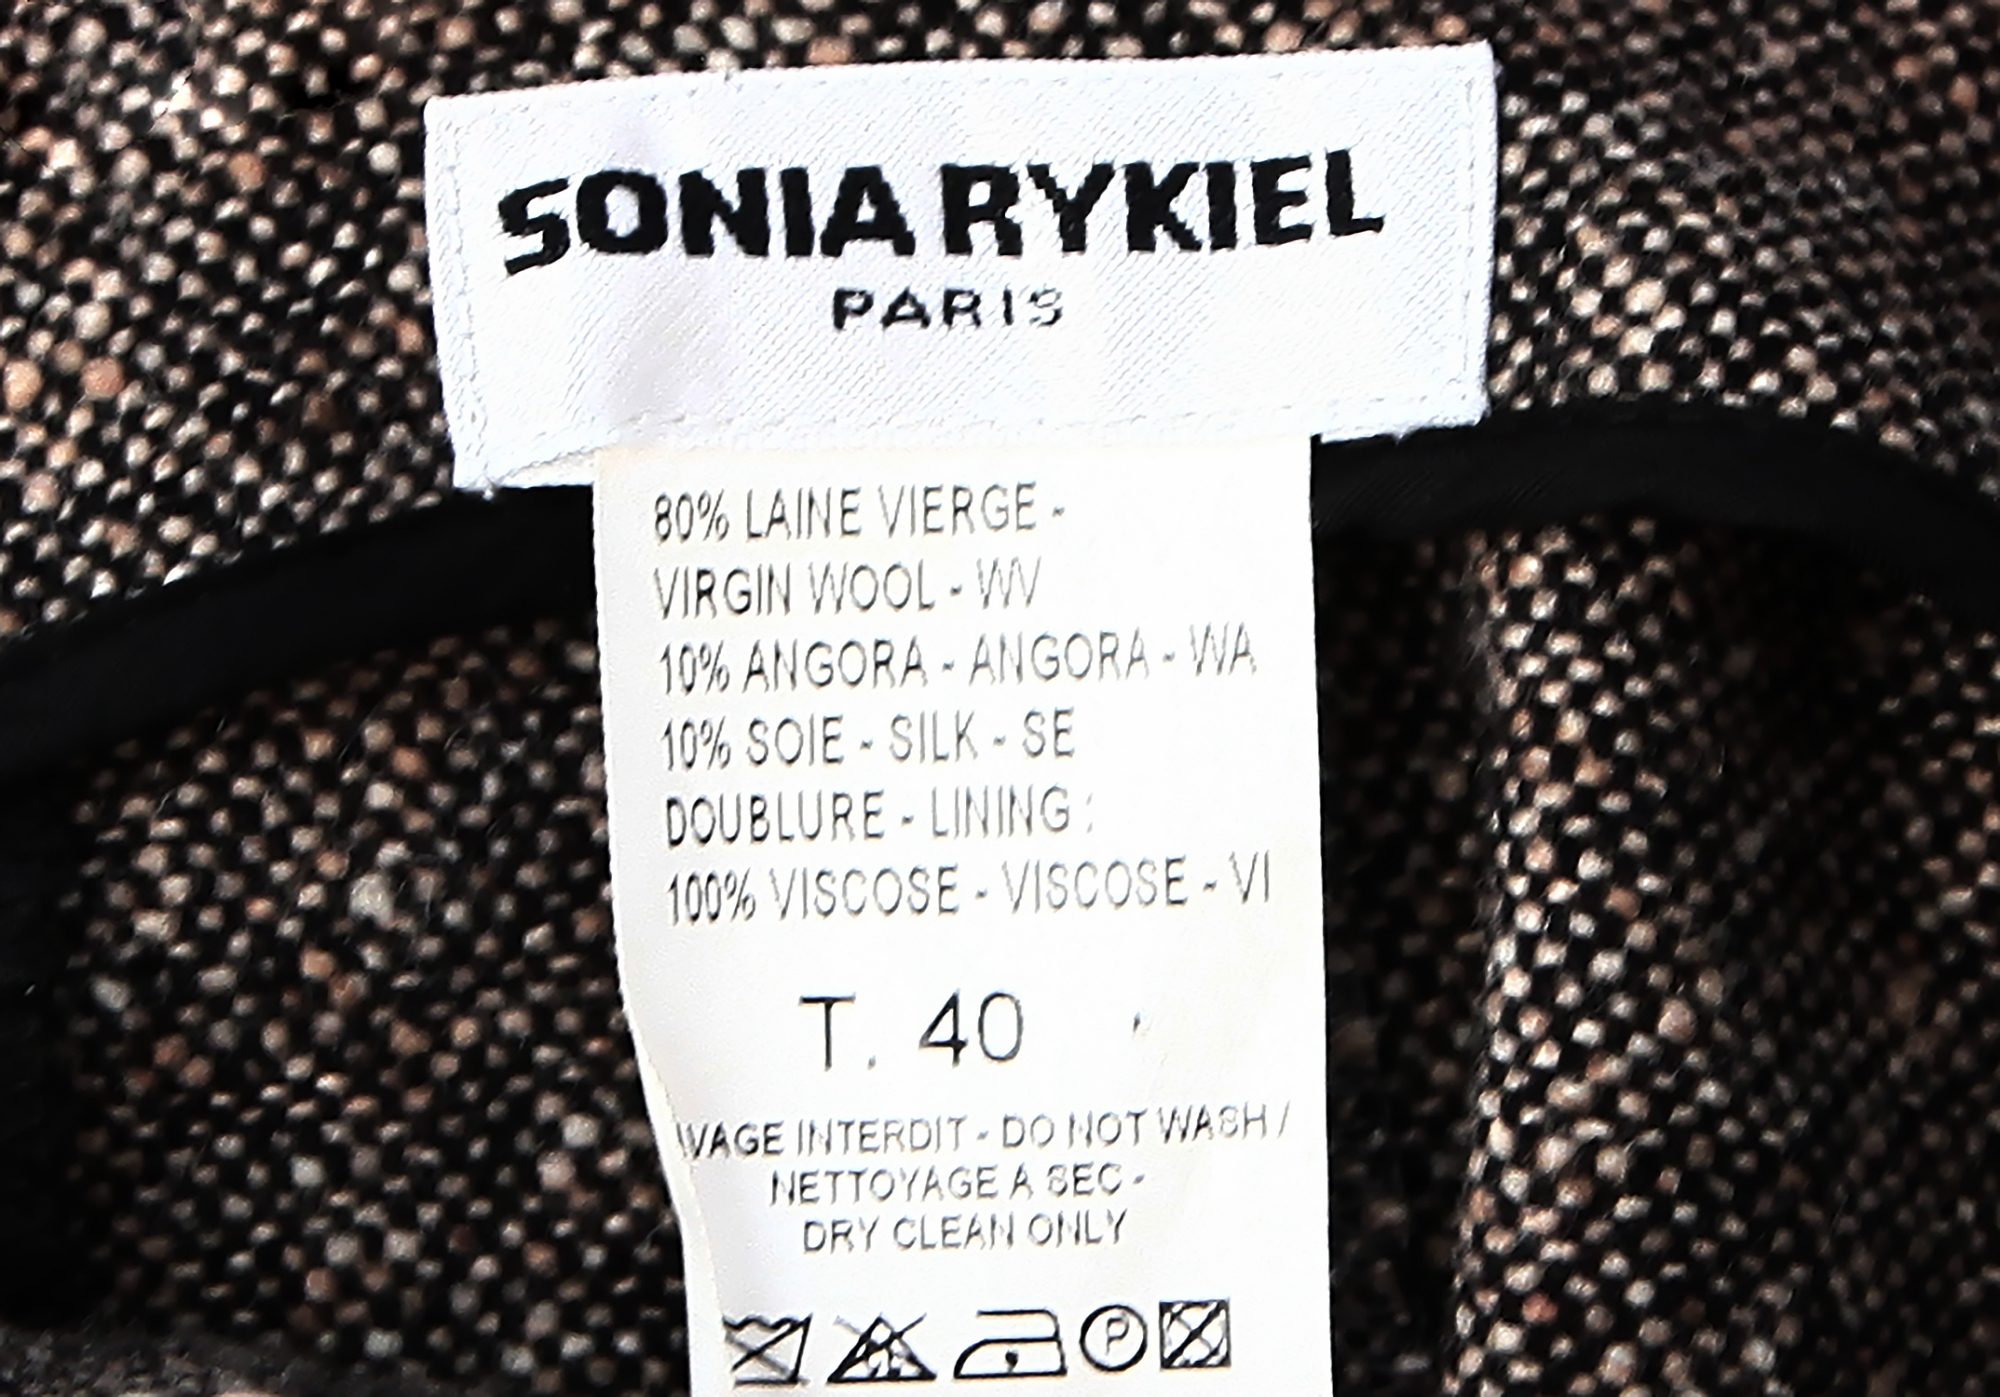 SONIA RYKIEL
PARIS
80% LAINE VIERGE -
VIRGIN WOOL - WV
10% ANGORA - ANGORA - WA
10% SOIE - SILK - SE
DOUBLURE - LINING :
100% VISCOSE - VISCOSE - VI
T. 40
VAGE INTERDIT - DO NOT WASH /
NETTOYAGE A SEC -
DRY CLEAN ONLY
P